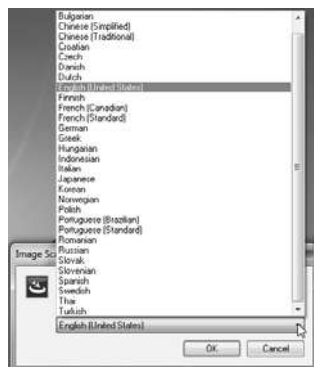 Bulgarian
Chinese (Simplified)
Chinese (Traditional)
Croatian
Czech
Danish
Dutch
English (United States)
Finnish
French (Canadian)
French (Standard)
German
Greek
Hungarian
Indonesian
Italian
Japanese
Korean
Norwegian
Polish
Portuguese (Brazilian)
Portuguese (Standard)
Romanian
Russian
Slovak
Slovenian
Spanish
Swedish
Thai
Turkish
Image Sc
English (United States)
OK
Cancel